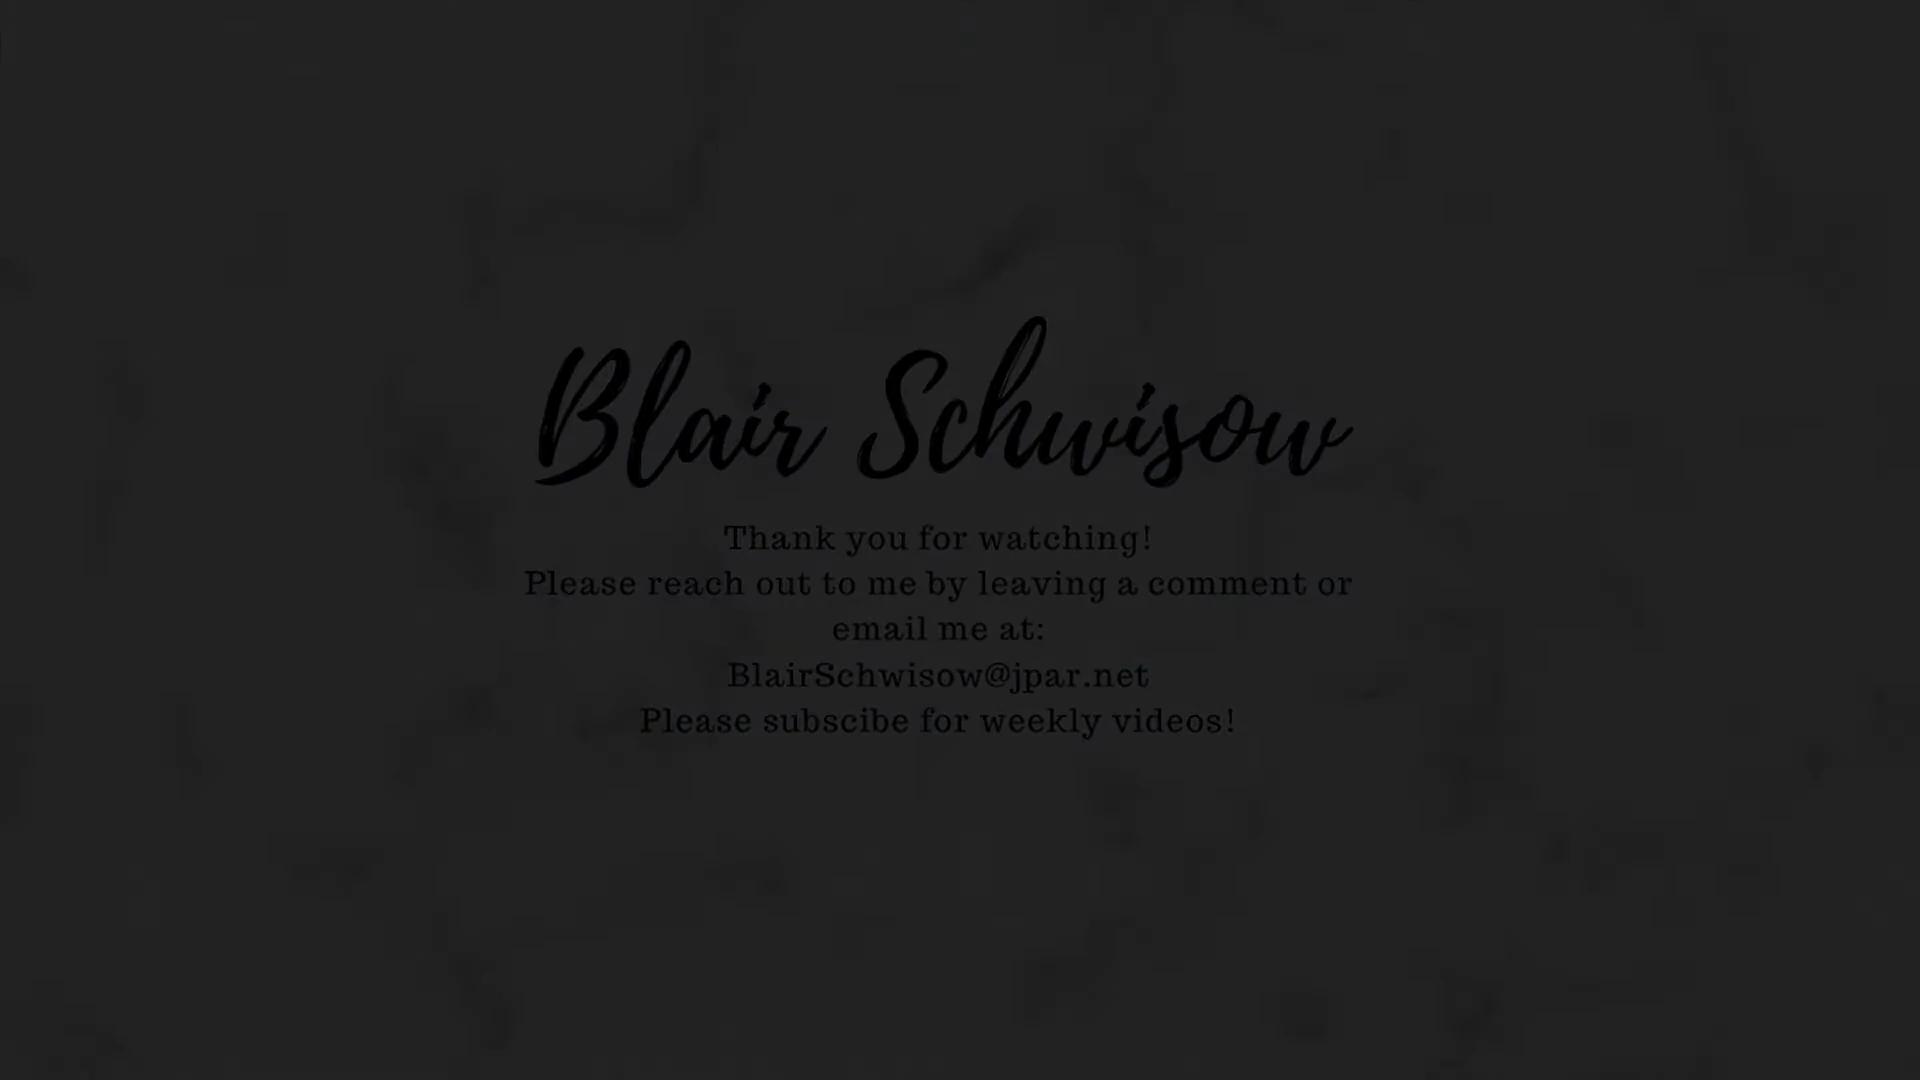 Blair Schwisow
Thank you for watching!
Please reach out to me by leaving a comment or
email me at:
BlairSchwisow@jpar.net
Please subscibe for weekly videos!